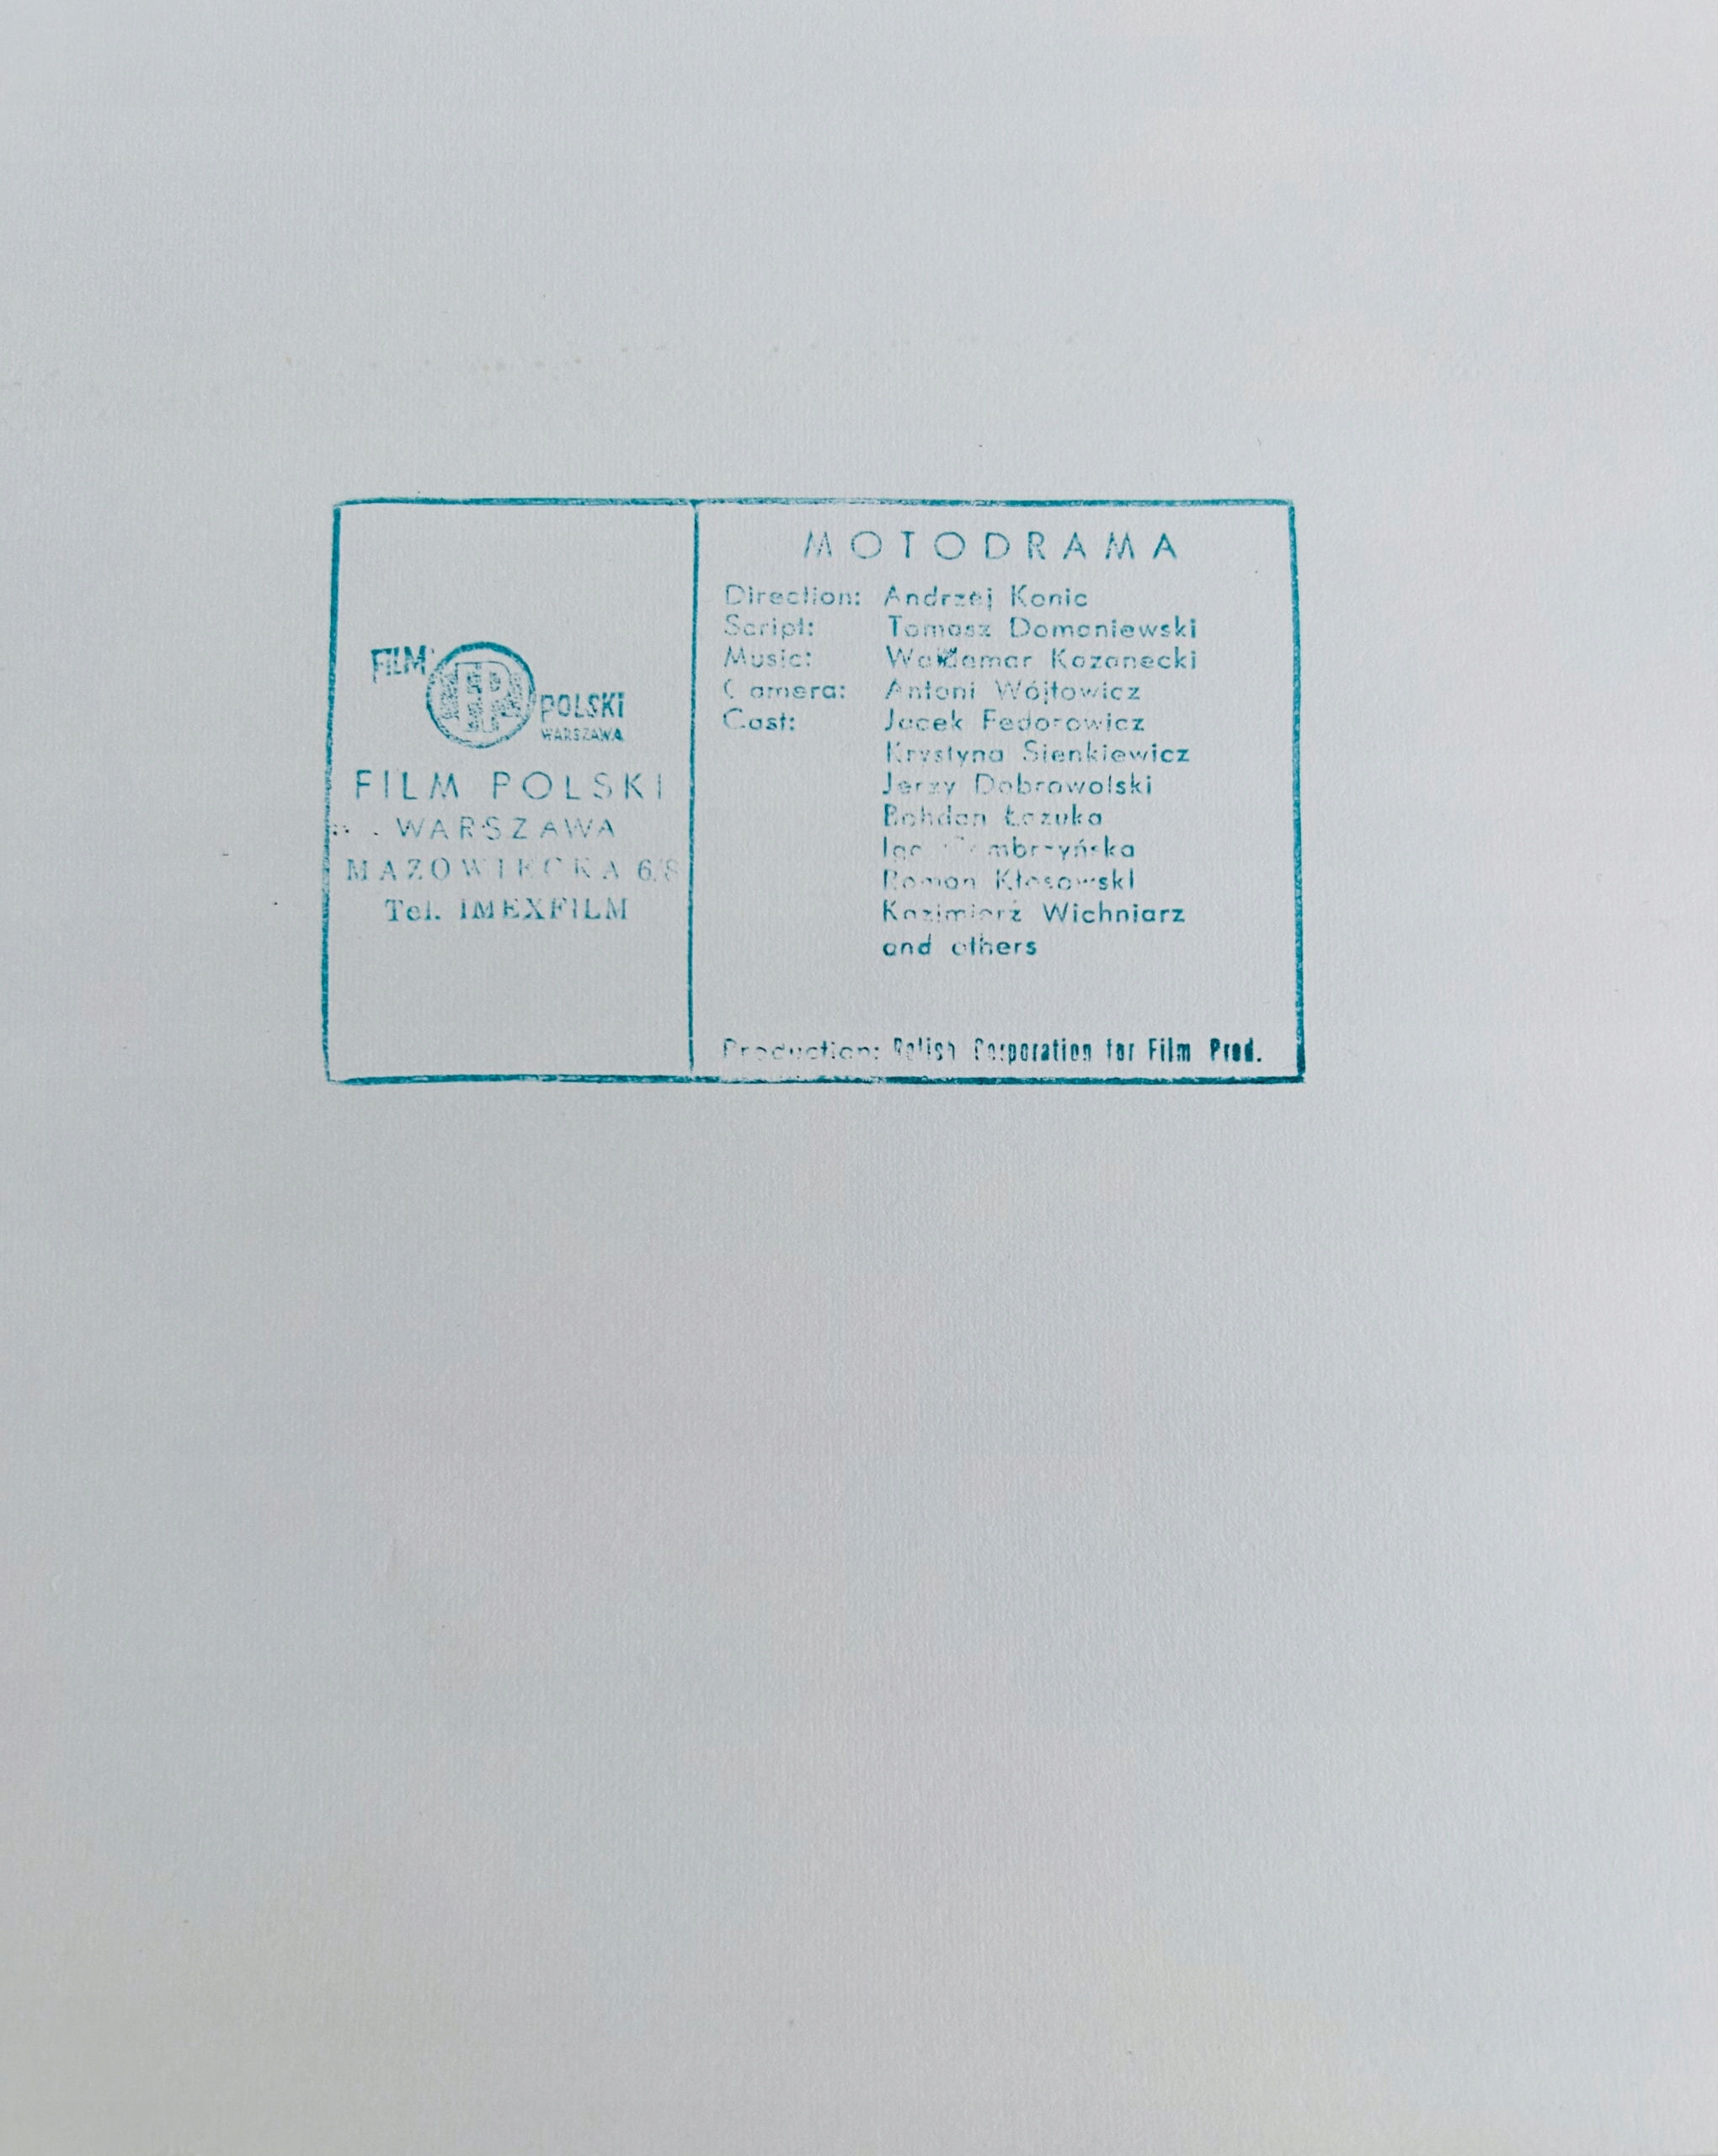 FILM
POLSKI
WARSZAWA
FILM POLSKI
WARSZAWA
MAZOWIECKA 6/8
Tel. IMEXFILM
MOTODRAMA
Direction: Andrzej Konic
Script: Tomasz Domaniewski
Music: Waldemar Kazanecki
Camera: Antoni Wójtowicz
Cast: Jacek Fedorowicz
Krystyna Sienkiewicz
Jerzy Dobrowolski
Bohdan Łazuka
Roman Kłosowski
Kazimierz Wichniarz
and others
Production: Polish Corporation for Film Prod.